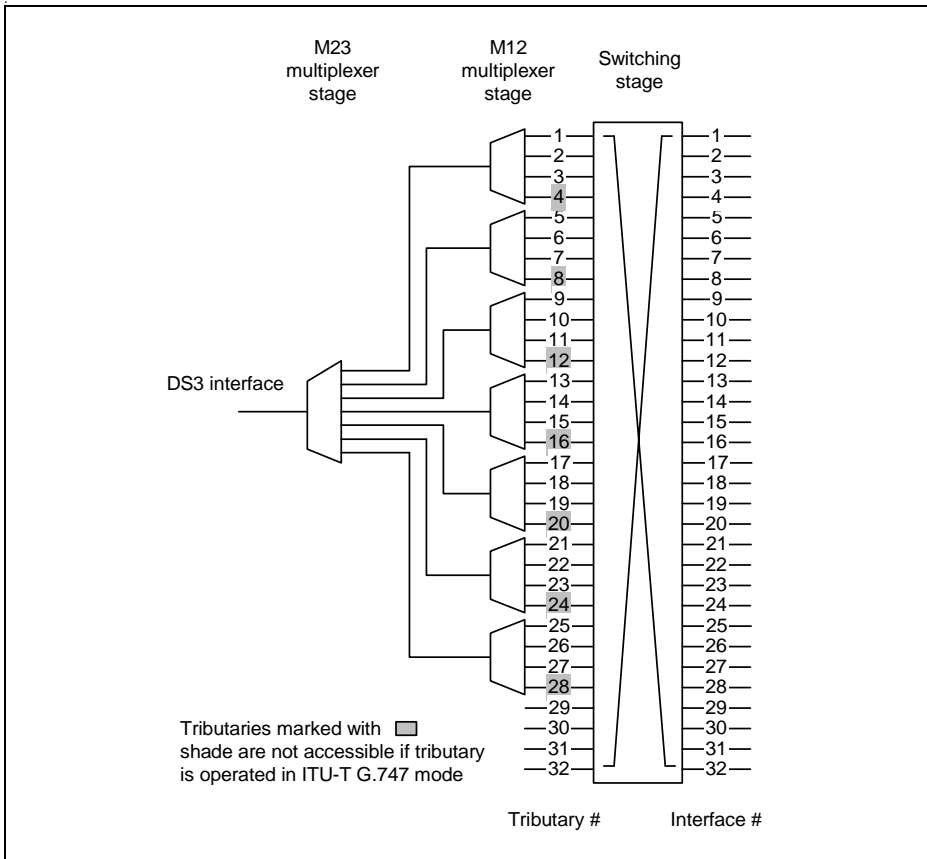 M23
multiplexer
stage
M12
multiplexer
stage
Switching
stage
1 1
2 2
3 3
4 4
5 5
6 6
7 7
8 8
9 9
10 10
11 11
12 12
13 13
14 14
15 15
16 16
17 17
18 18
19 19
20 20
21 21
22 22
23 23
24 24
25 25
26 26
27 27
28 28
29 29
30 30
31 31
32 32
DS3 interface
Tributaries marked with
shade are not accessible if tributary
is operated in ITU-T G.747 mode
Tributary #
Interface #